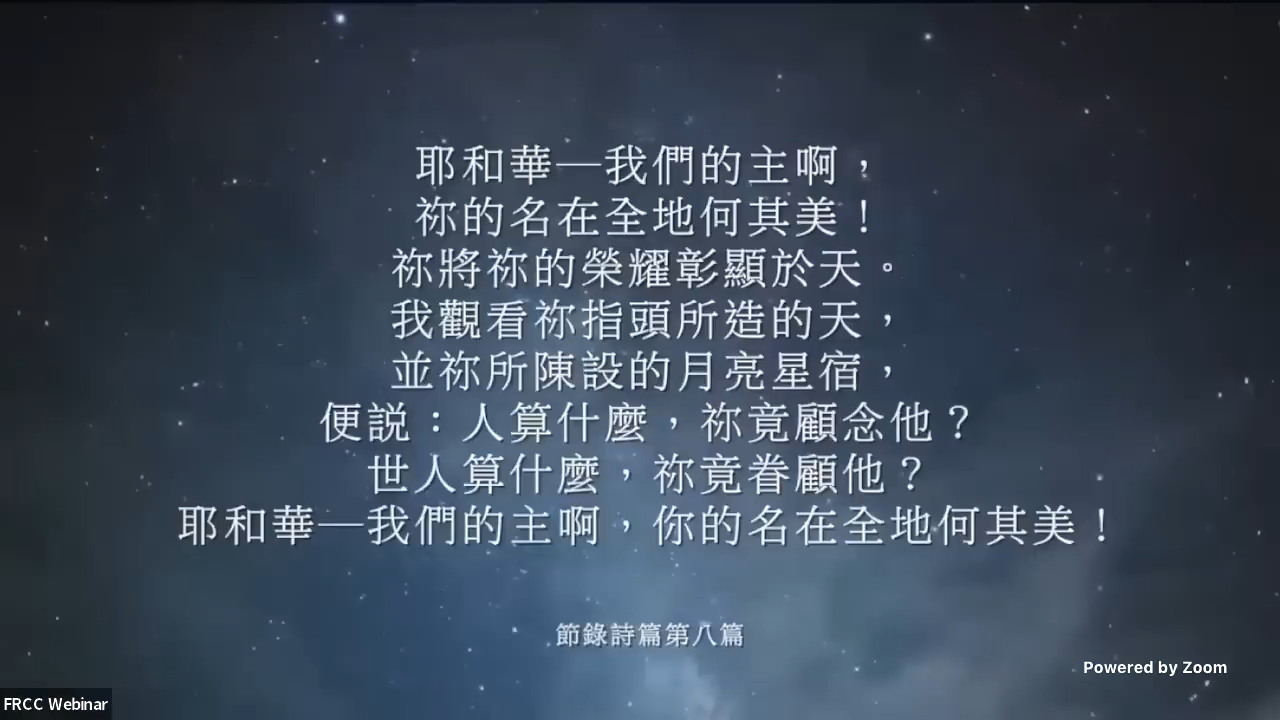 耶和華—我們的主啊，
祢的名在全地何其美！
祢將祢的榮耀彰顯於天。
我觀看祢指頭所造的天，
並祢所陳設的月亮星宿，
便説：人算什麼，祢竟顧念他？
世人算什麼，祢竟眷顧他？
耶和華—我們的主啊，你的名在全地何其美！
節錄詩篇第八篇
Powered by Zoom
FRCC Webinar